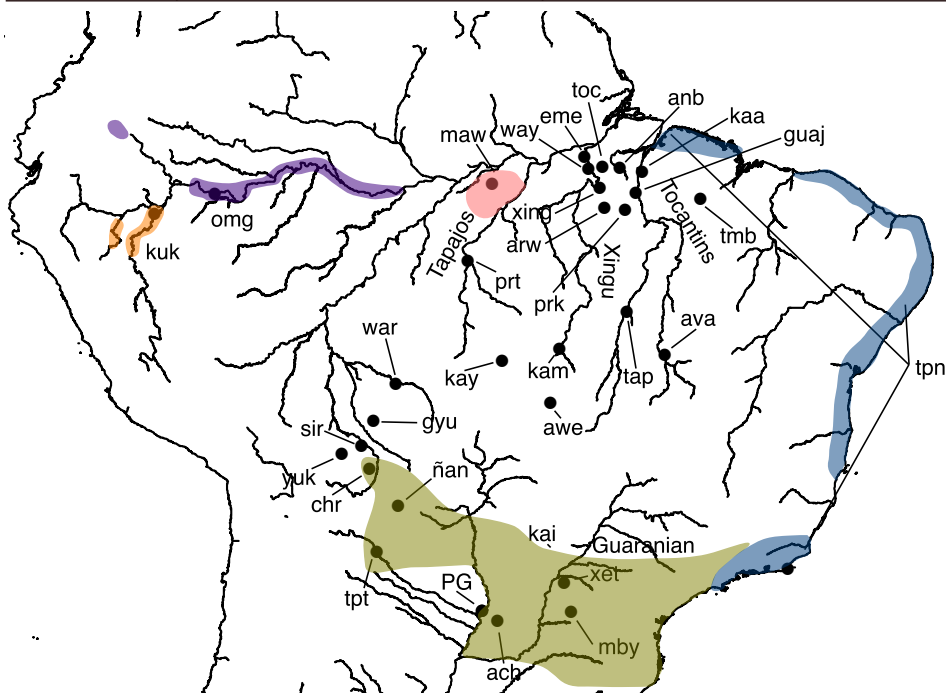 toc
anb
eme
kaa
maw
way
guaj
omg
xing
Tocantins
tmb
kuk
arw
Tapajos
Xingu
prt
prk
war
ava
kay
kam
tap
tpn
gyu
awe
sir
yuk
ñan
chr
kai
Guaranian
xet
PG
tpt
mby
ach